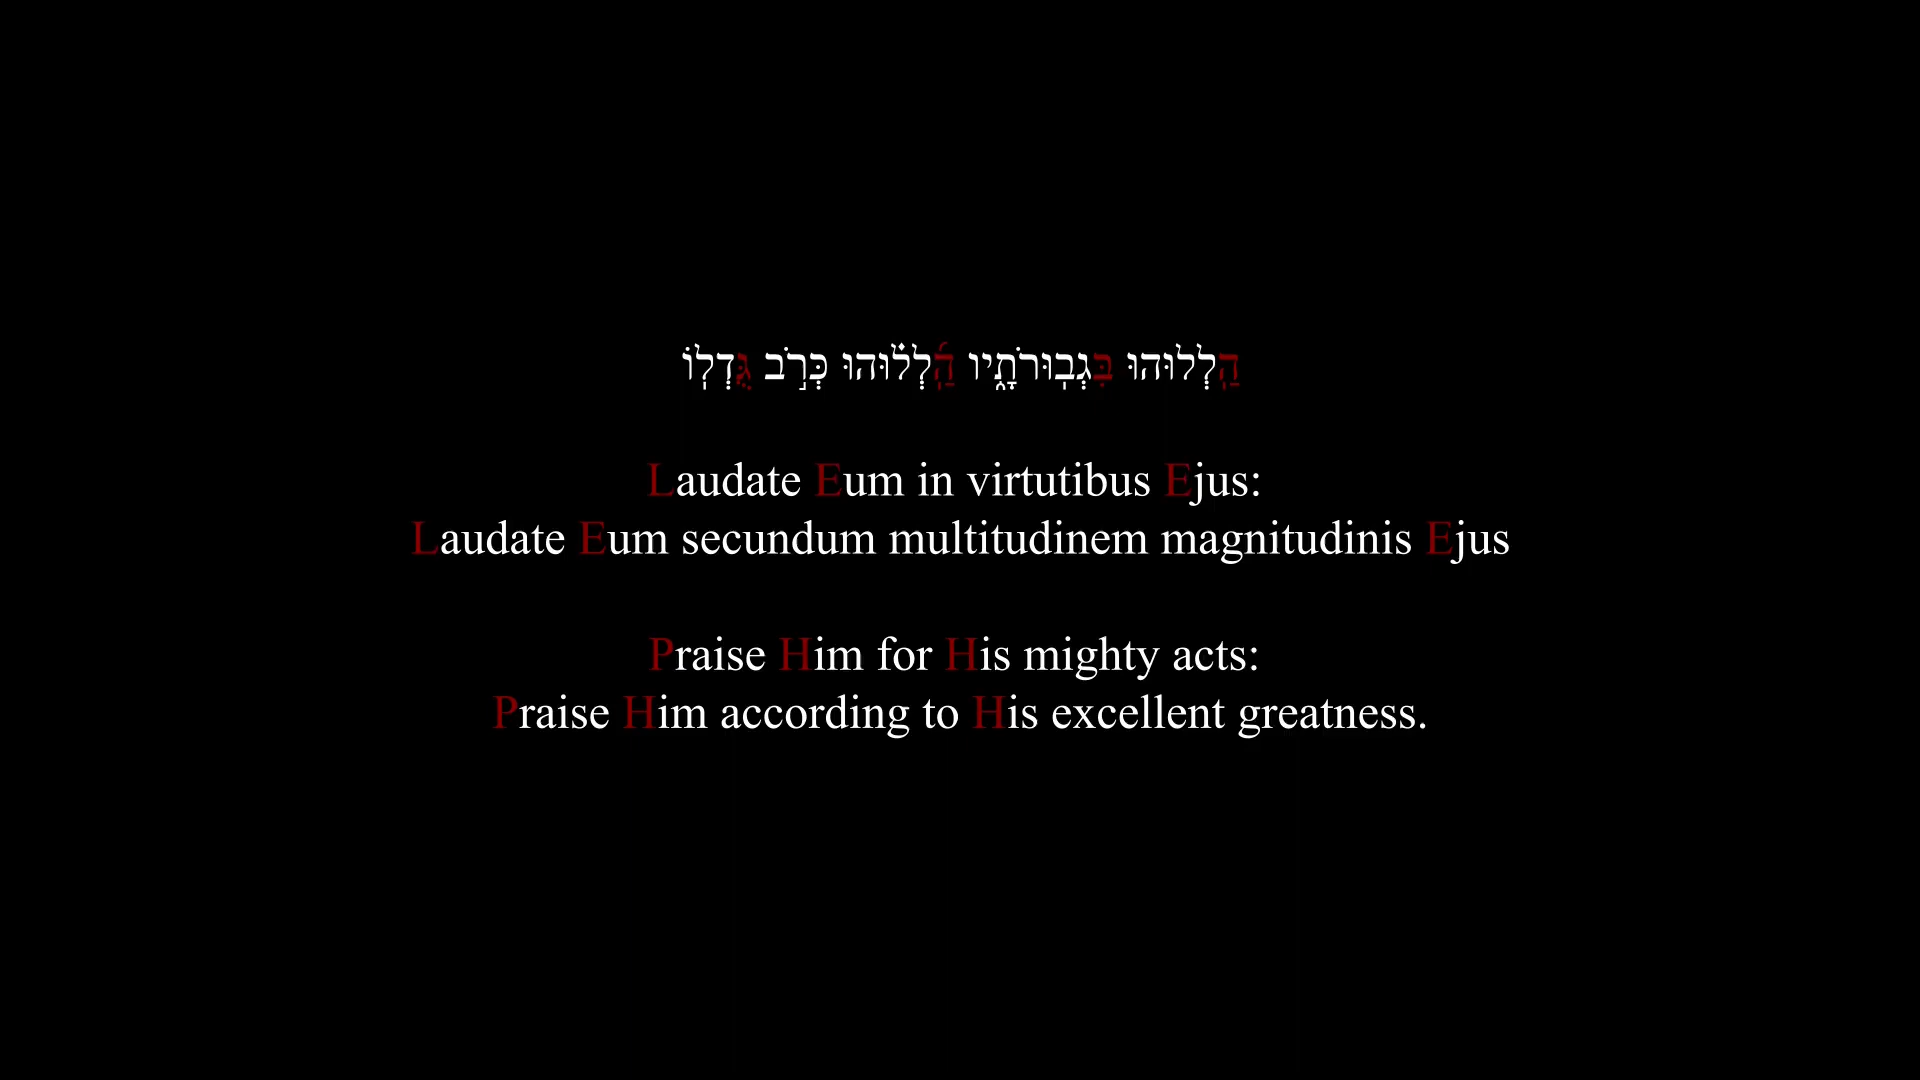 הַֽלְלוּהוּ בִּגְבֽוּרֹתָ֑יו הַֽ֜לְל֗וּהוּ כְּרֹ֣ב גֻּדְלֽוֹ
Laudate Eum in virtutibus Ejus:
Laudate Eum secundum multitudinem magnitudinis Ejus
Praise Him for His mighty acts:
Praise Him according to His excellent greatness.